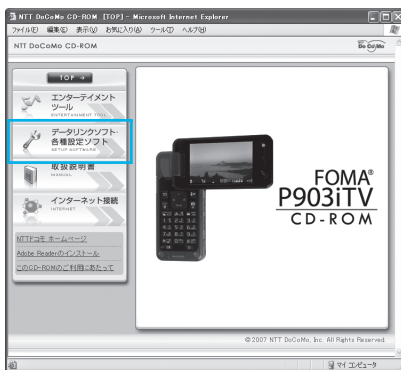 NTT DoCoMo CD-ROM [TOP] - Microsoft Internet Explorer
ファイル(F) 編集(E) 表示(V) お気に入り(A) ツール(T) ヘルプ(H)
NTT DoCoMo CD-ROM
DoCoMo
TOP →
エンターテイメント
ツール
ENTERTAINMENT TOOL
データリンクソフト・
各種設定ソフト
SETUP SOFTWARE
取扱説明書
MANUAL
インターネット接続
INTERNET
NTTドコモ ホームページ
Adobe Readerのインストール
このCD-ROMのご利用にあたって
FOMA®
P903iTV
CD-ROM
© 2007 NTT DoCoMo, Inc. All Rights Reserved.
マイ コンピュータ